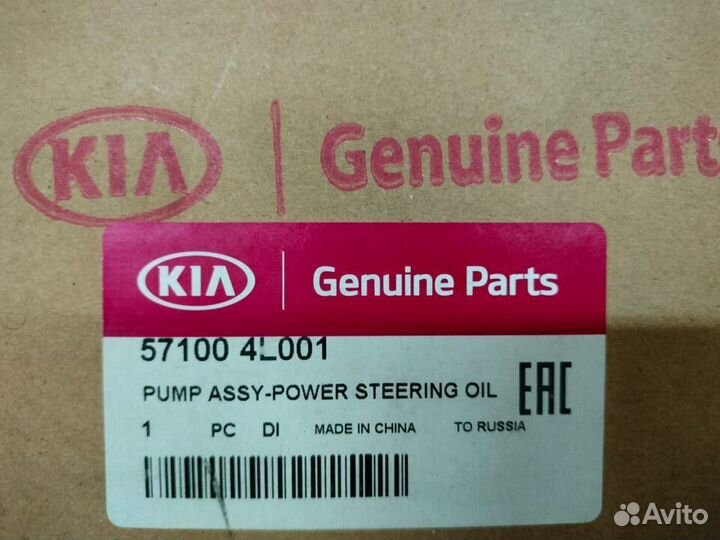 KIA Genuine Parts
KIA Genuine Parts
57100 4L001
PUMP ASSY-POWER STEERING OIL
EAC
1 PC DI MADE IN CHINA TO RUSSIA
Avito